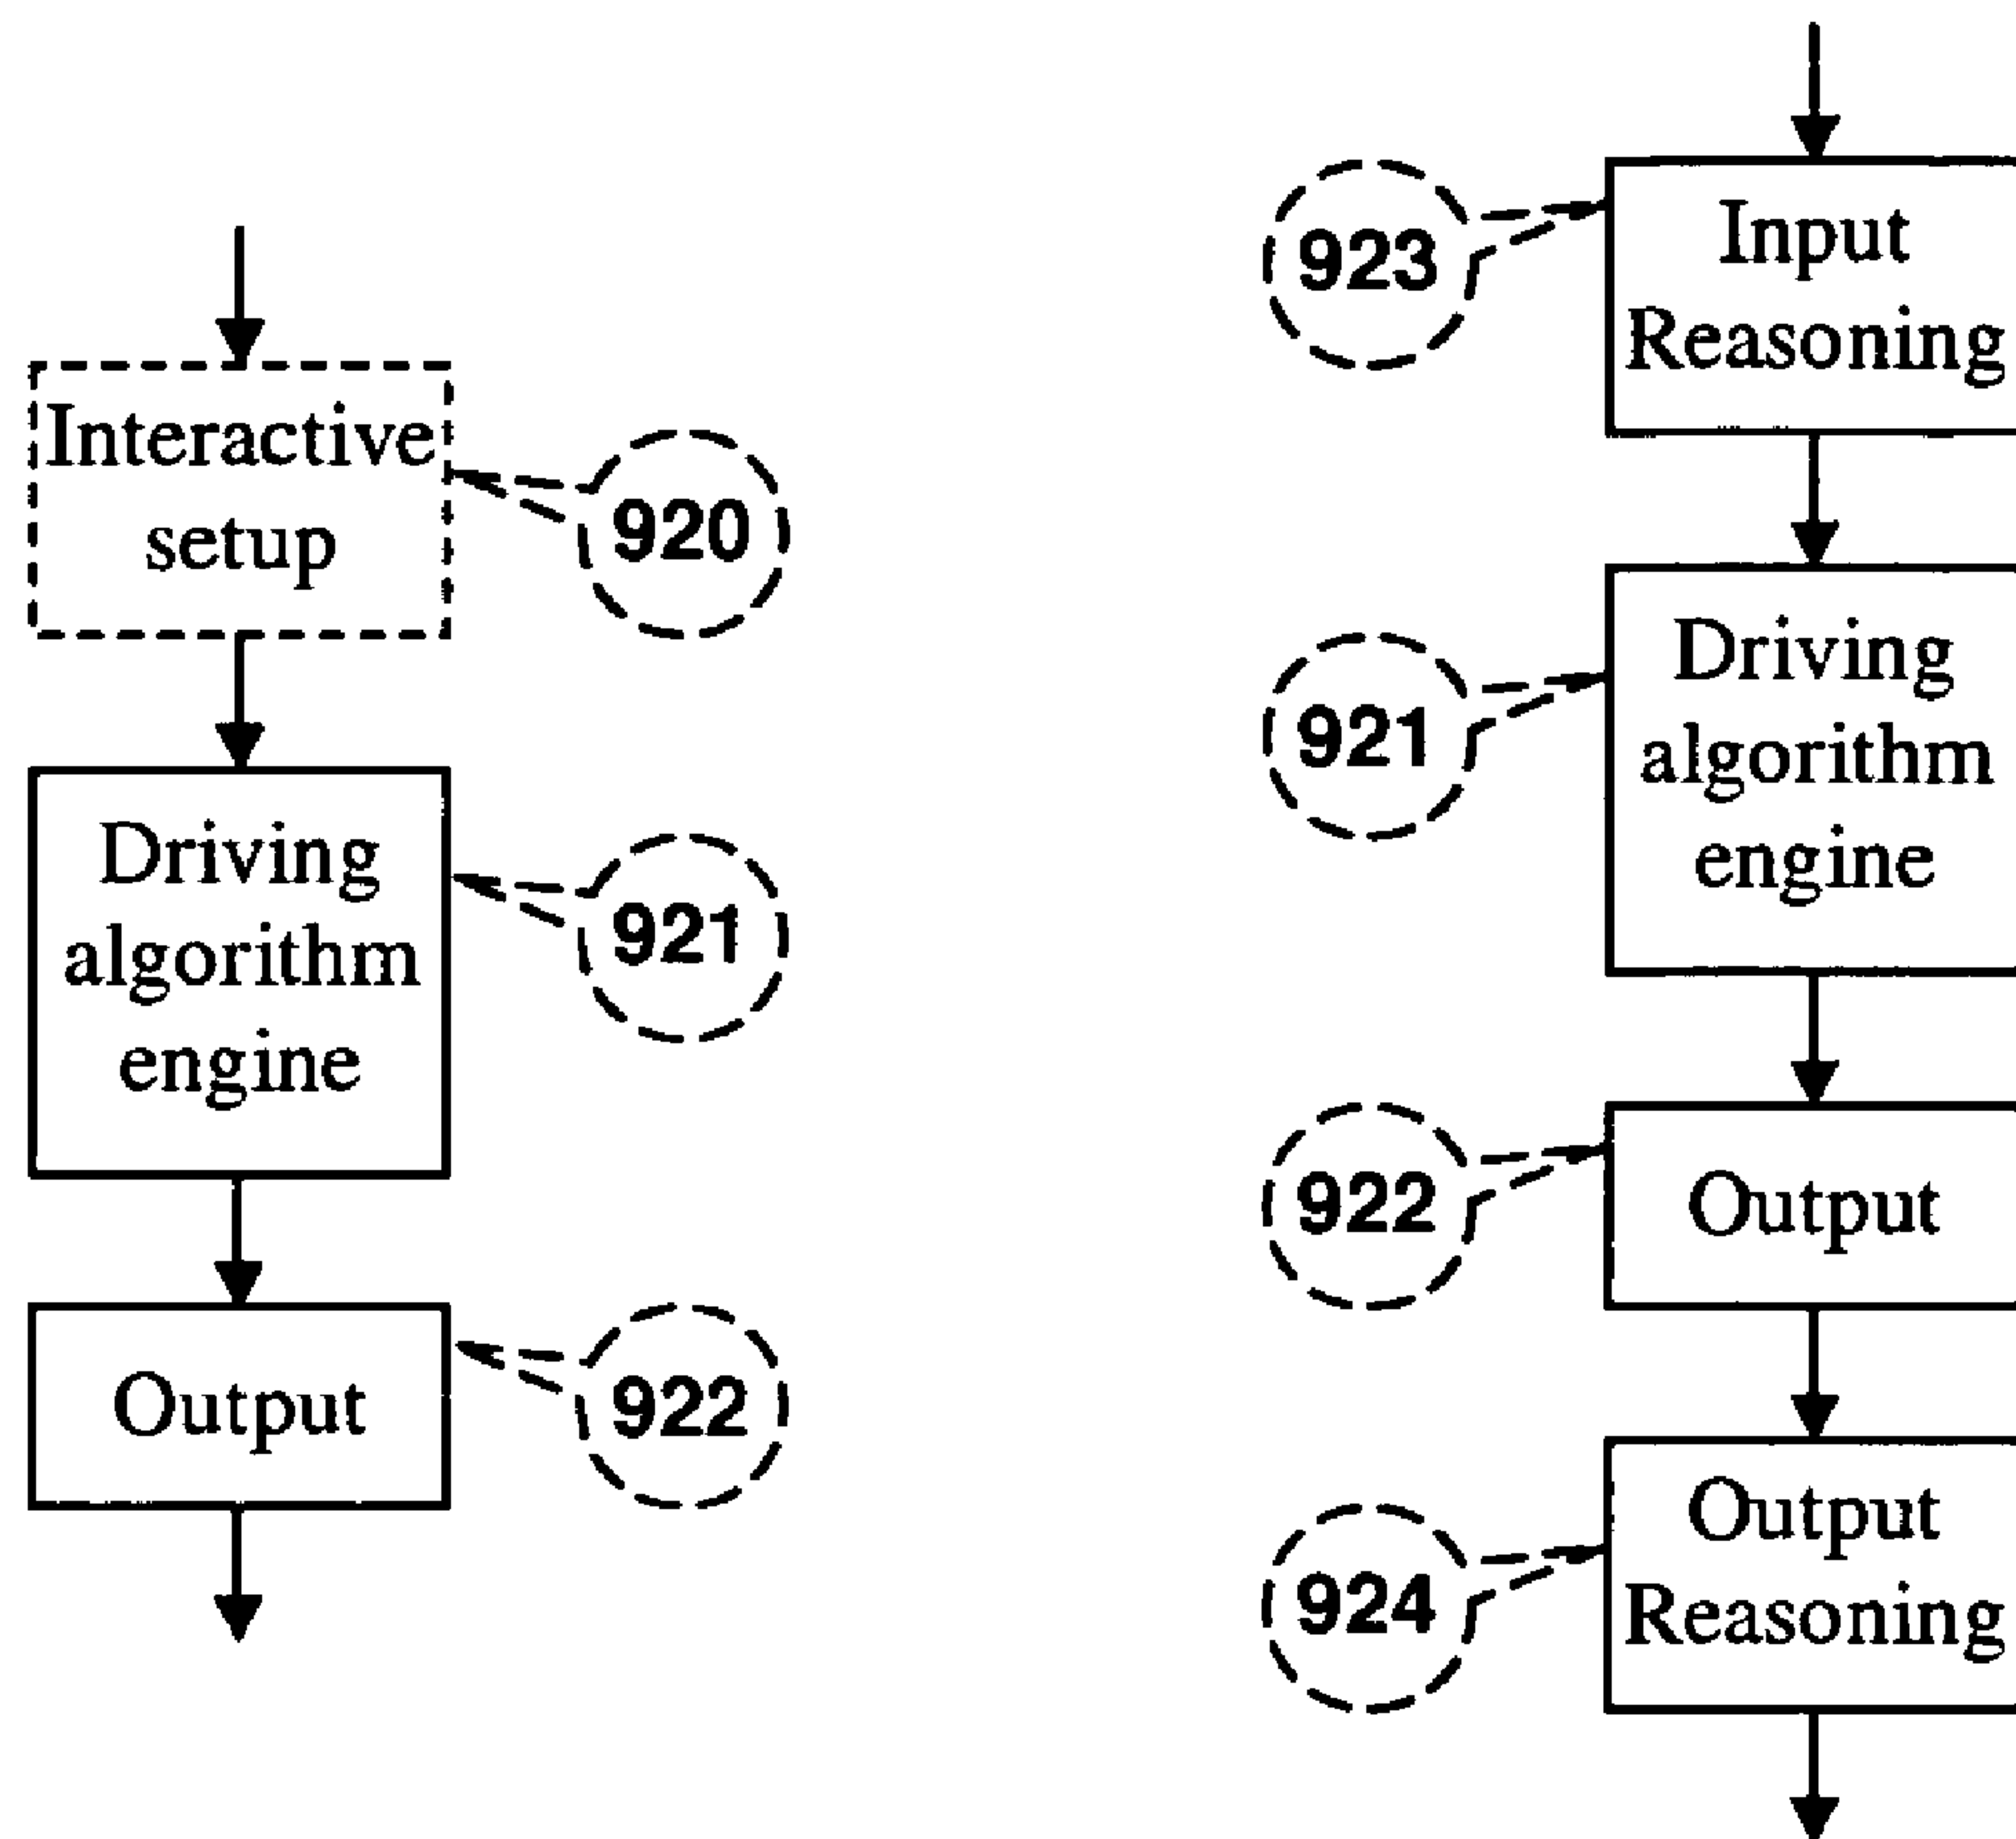 Interactive
setup
920
Driving
algorithm
engine
921
Output
922
923
Input
Reasoning
921
Driving
algorithm
engine
922
Output
924
Output
Reasoning